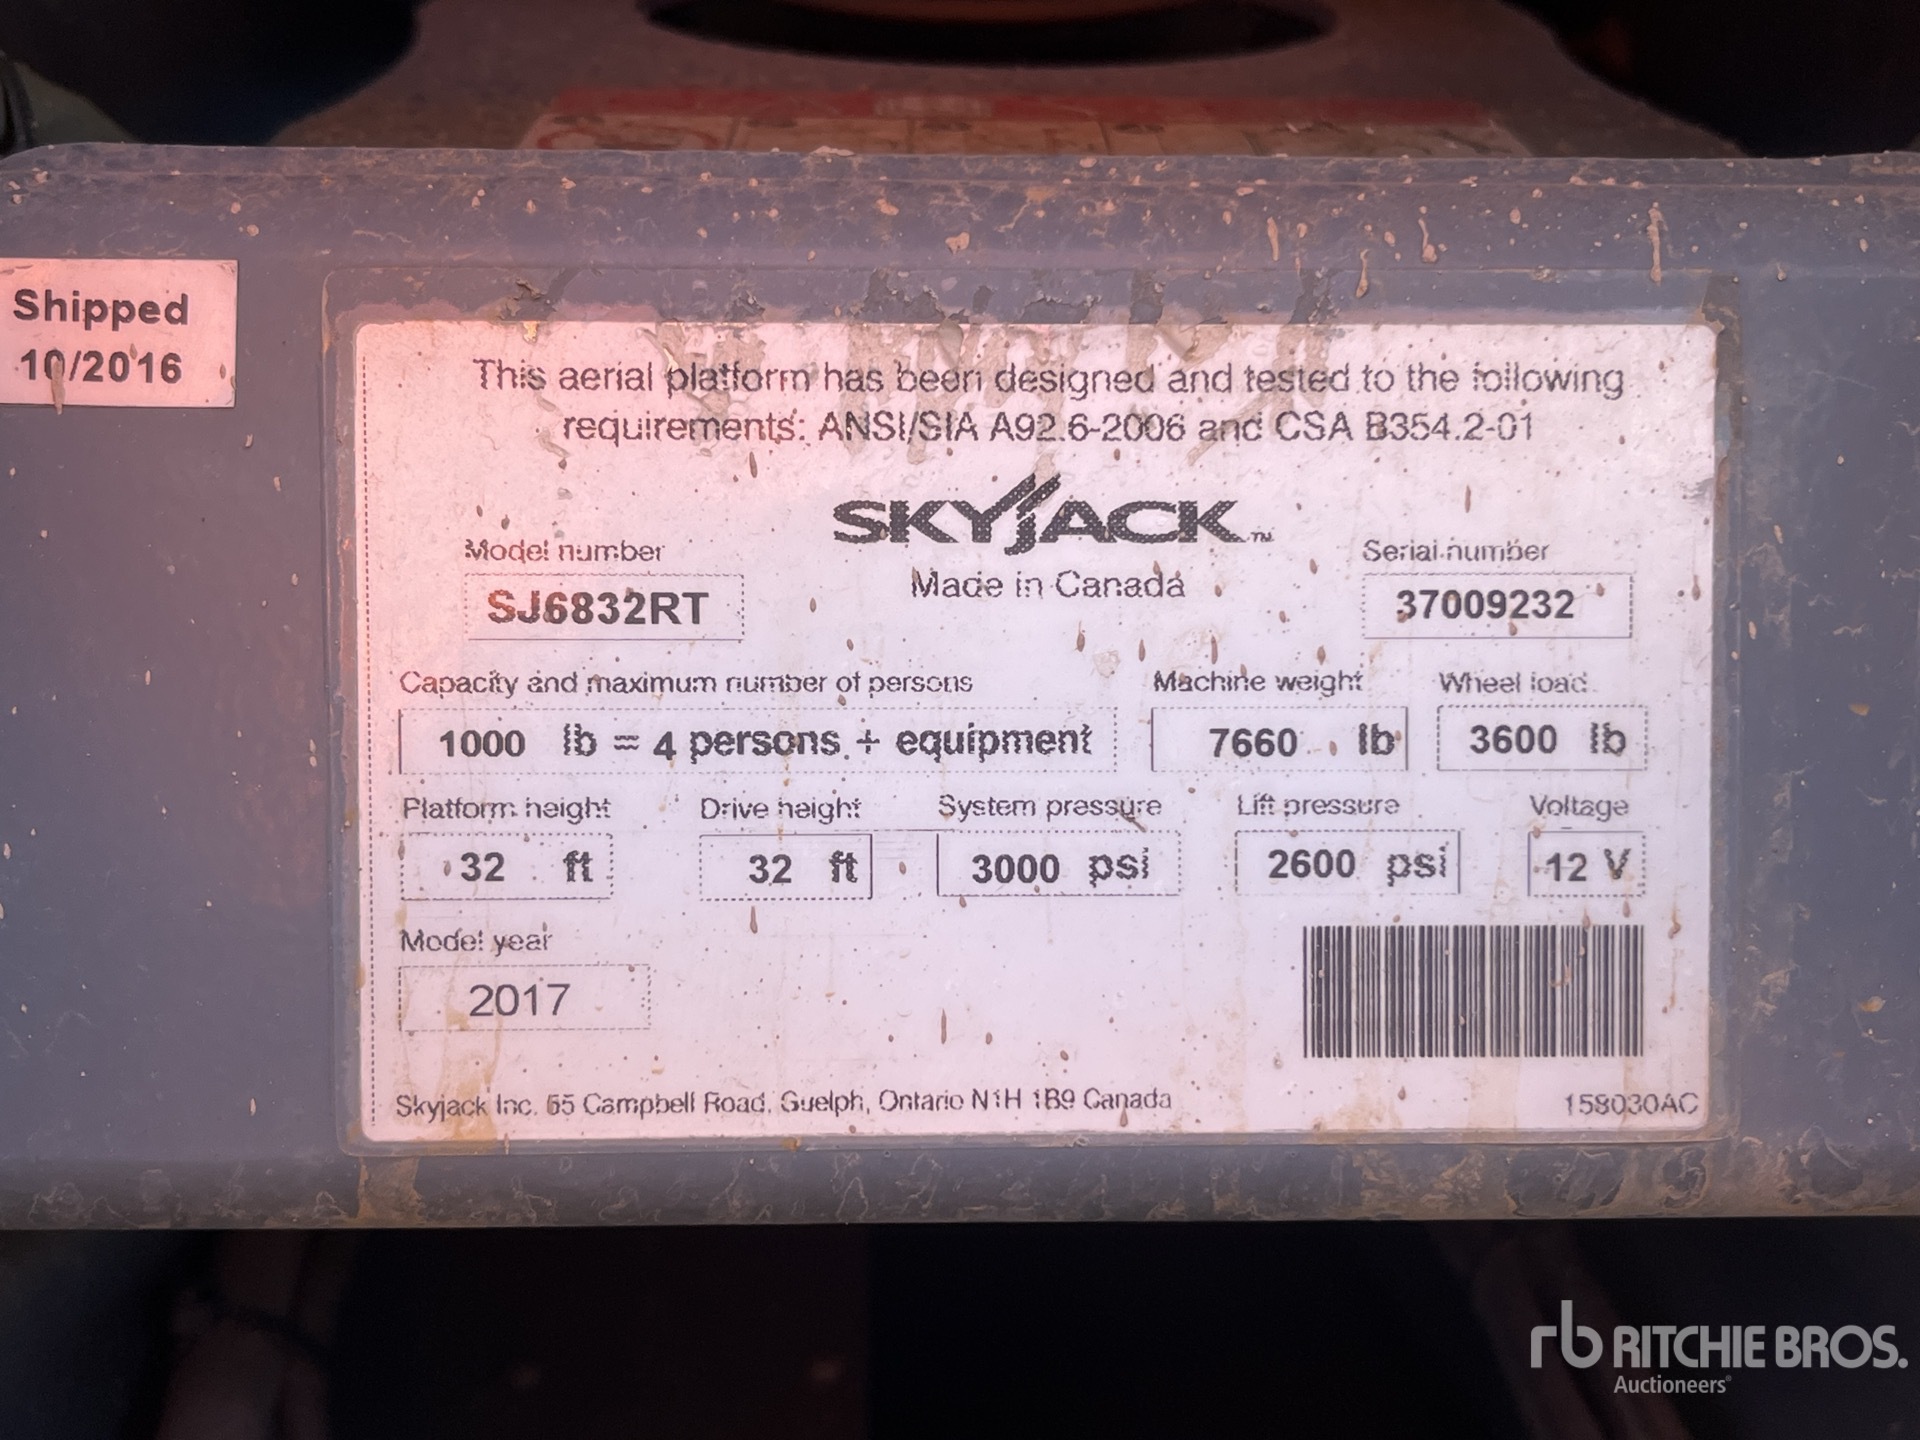 Shipped
10/2016
This aerial platform has been designed and tested to the following
requirements: ANSI/SIA A92.6-2006 and CSA B354.2-01
SKYJACK™
Made in Canada
Model number
SJ6832RT
Serial number
37009232
Capacity and maximum number of persons
1000 lb = 4 persons + equipment
Machine weight
7660 lb
Wheel load
3600 lb
Platform height
32 ft
Drive height
32 ft
System pressure
3000 psi
Lift pressure
2600 psi
Voltage
12 V
Model year
2017
Skyjack Inc. 55 Campbell Road, Guelph, Ontario N1H 1B9 Canada
158030AC
rb RITCHIE BROS.
Auctioneers®